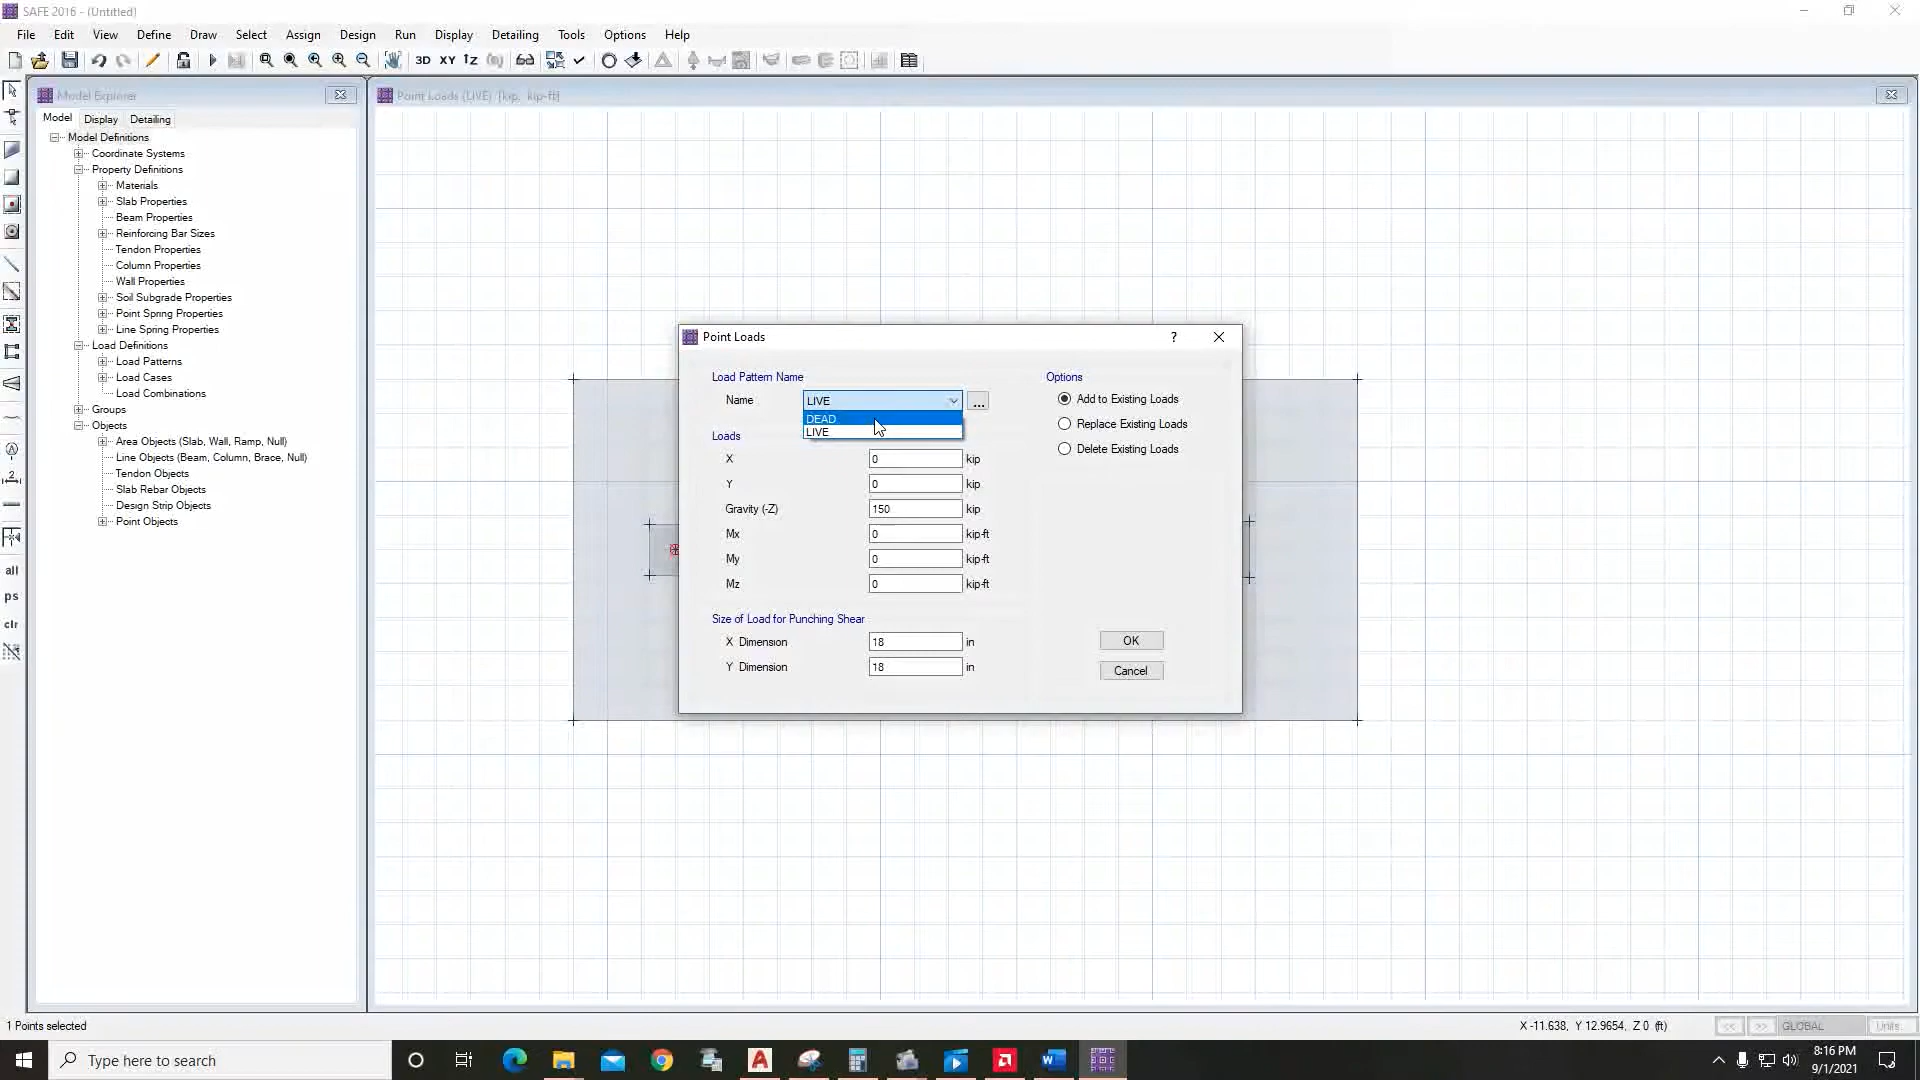 SAFE 2016 - (Untitled)
File Edit View Define Draw Select Assign Design Run Display Detailing Tools Options Help
3D XY
Model Explorer
Point Loads (LIVE) [kip, kip-ft]
Model Display Detailing
Model Definitions
Coordinate Systems
Property Definitions
Materials
Slab Properties
Beam Properties
Reinforcing Bar Sizes
Tendon Properties
Column Properties
Wall Properties
Soil Subgrade Properties
Point Spring Properties
Line Spring Properties
Load Definitions
Load Patterns
Load Cases
Load Combinations
Groups
Objects
Area Objects (Slab, Wall, Ramp, Null)
Line Objects (Beam, Column, Brace, Null)
Tendon Objects
Slab Rebar Objects
Design Strip Objects
Point Objects
all
ps
clr
Point Loads ?
Load Pattern Name
Name LIVE ...
DEAD
LIVE
Loads
X 0 kip
Y 0 kip
Gravity (-Z) 150 kip
Mx 0 kip-ft
My 0 kip-ft
Mz 0 kip-ft
Size of Load for Punching Shear
X Dimension 18 in
Y Dimension 18 in
Options
Add to Existing Loads
Replace Existing Loads
Delete Existing Loads
OK
Cancel
1 Points selected
X -11.638, Y 12.9654, Z 0 (ft) << >> GLOBAL Units...
Type here to search
8:16 PM
9/1/2021